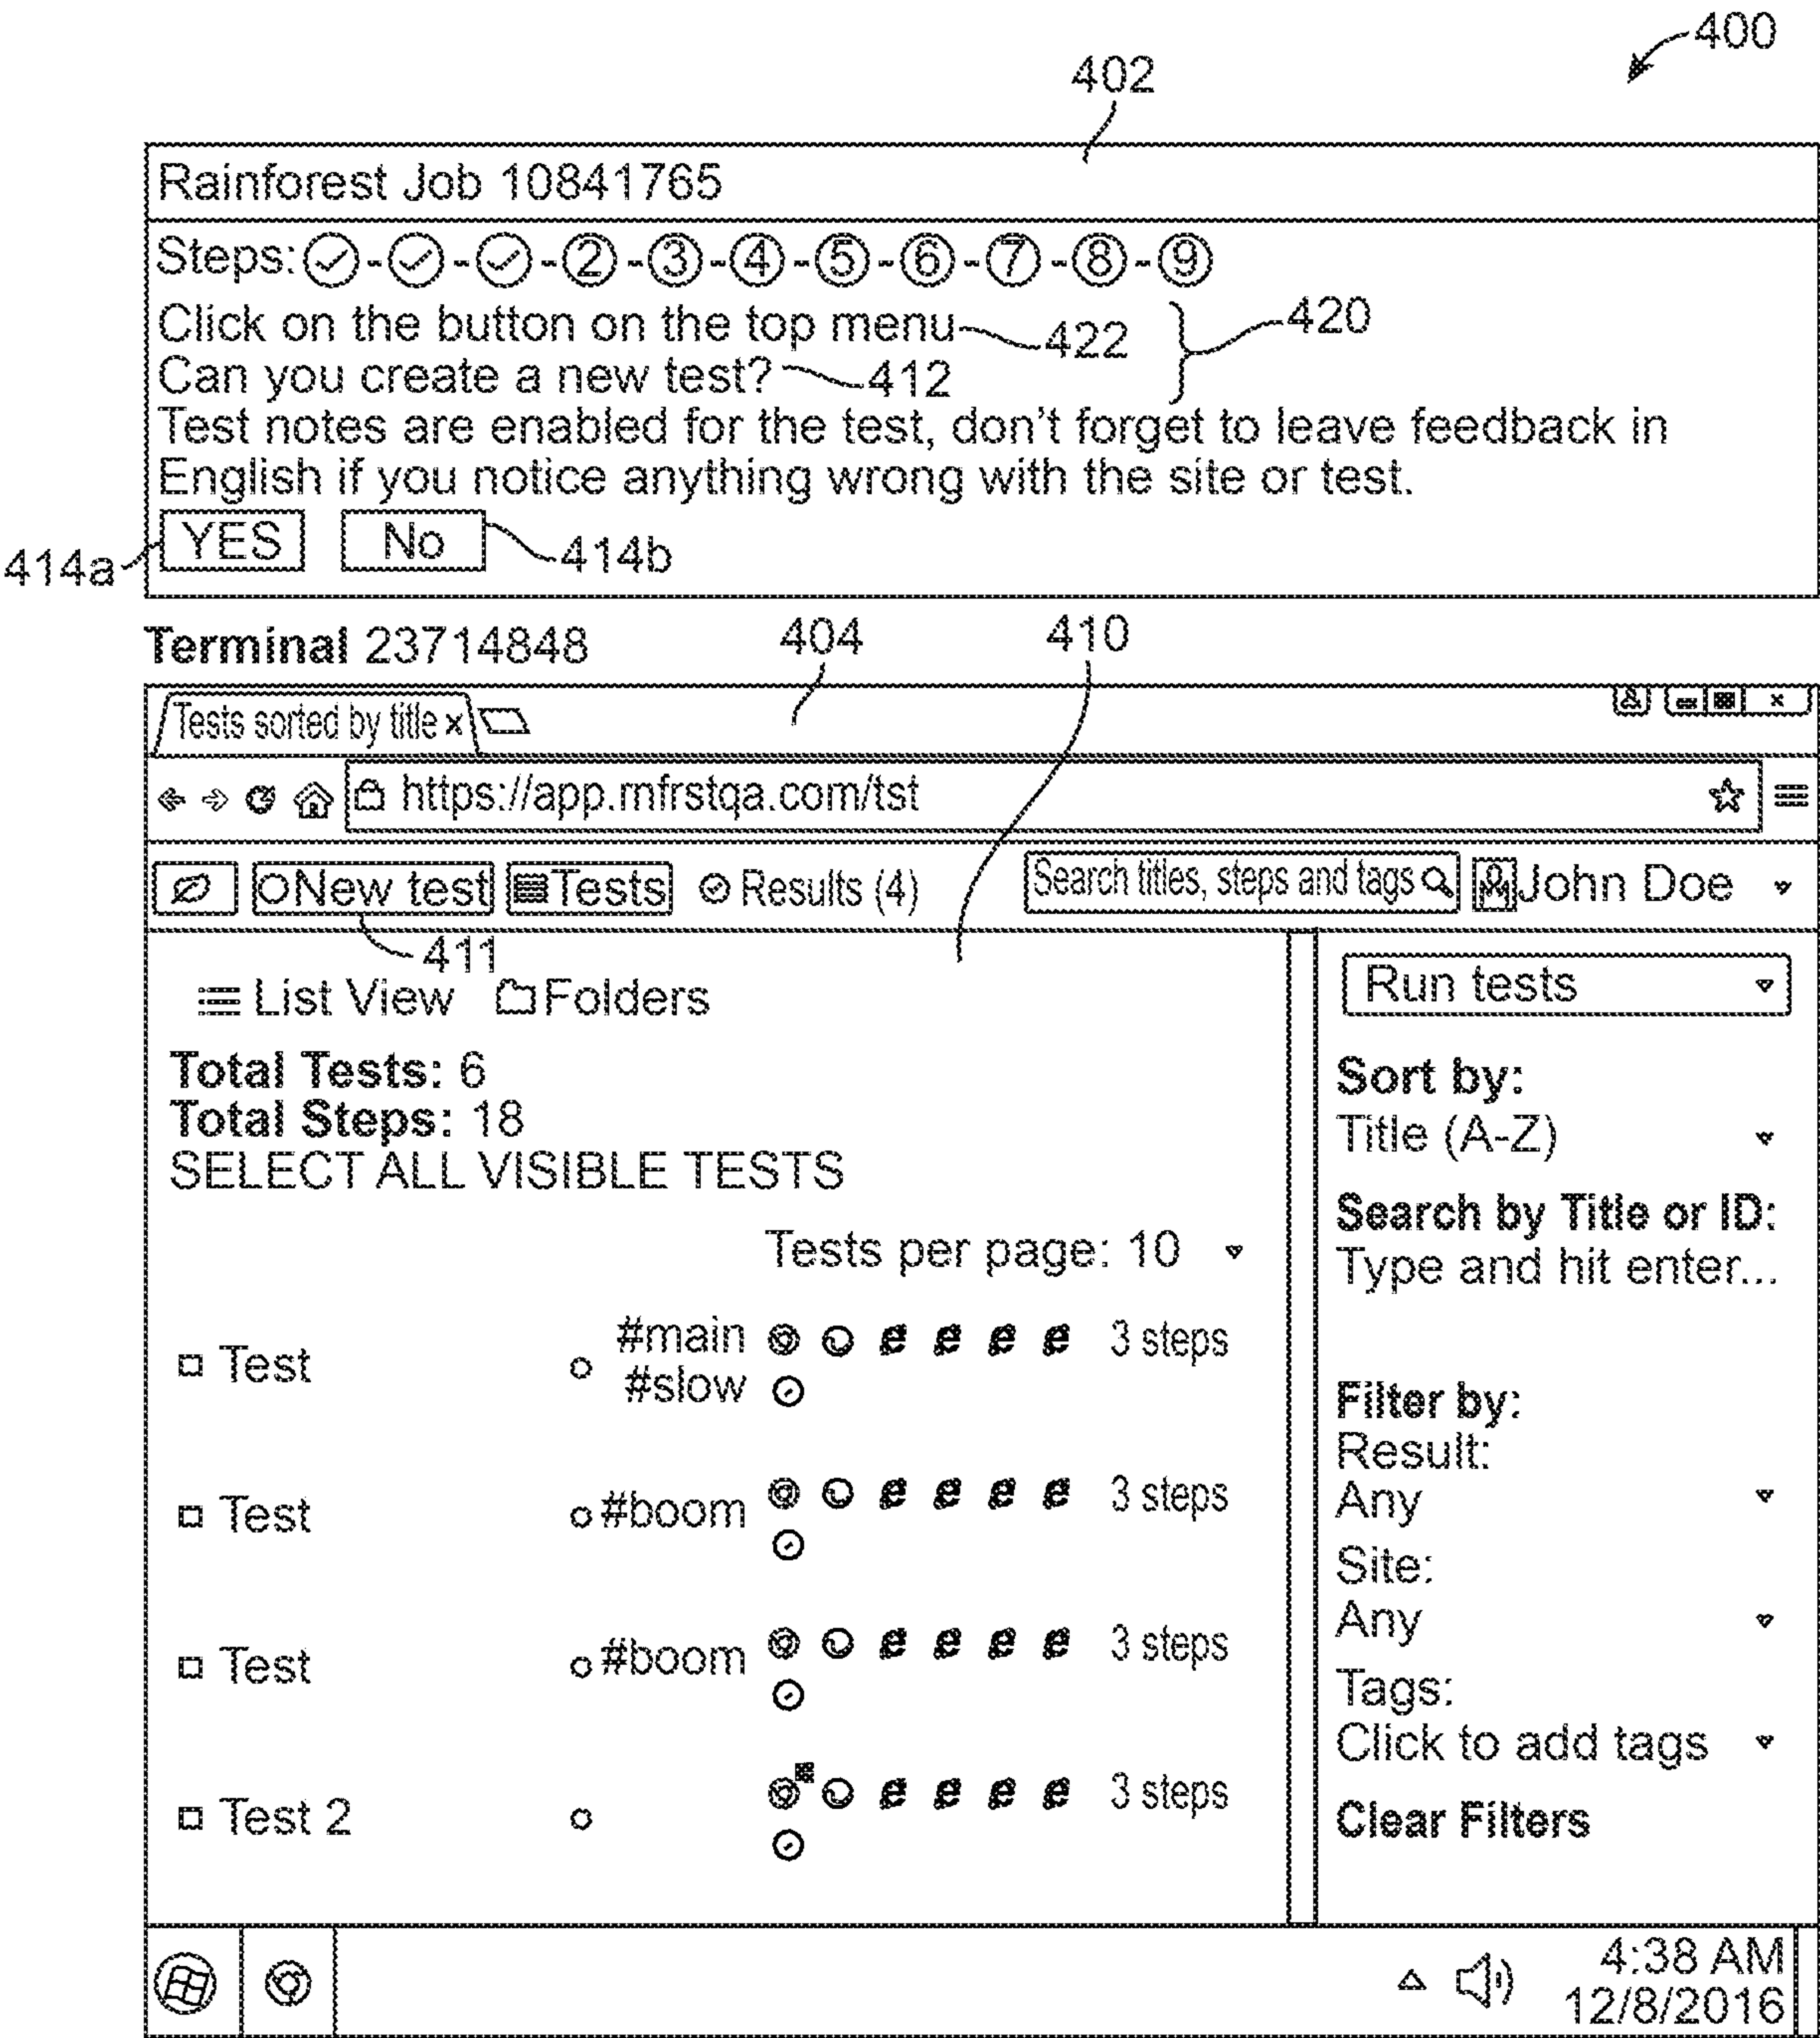 400
402
Rainforest Job 10841765
Steps: ✓-✓-✓-2-3-4-5-6-7-8-9
Click on the button on the top menu 422 420
Can you create a new test? 412
Test notes are enabled for the test, don't forget to leave feedback in
English if you notice anything wrong with the site or test.
414a YES No 414b
Terminal 23714848 404 410
Tests sorted by title x
https://app.rnfrstqa.com/tst
New test Tests Results (4) Search titles, steps and tags John Doe
411
List View Folders Run tests
Total Tests: 6
Total Steps: 18
SELECT ALL VISIBLE TESTS
Tests per page: 10
Sort by:
Title (A-Z)
Search by Title or ID:
Type and hit enter...
Test #main 3 steps
#slow
Test #boom 3 steps
Test #boom 3 steps
Test 2 3 steps
Filter by:
Result:
Any
Site:
Any
Tags:
Click to add tags
Clear Filters
4:38 AM
12/8/2016